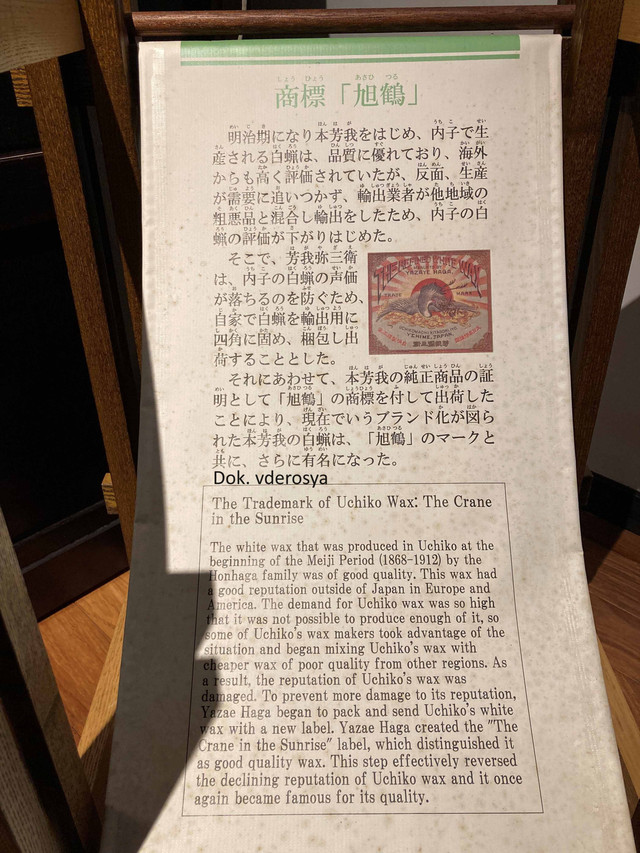 商標「旭鶴」
明治期になり本芳我をはじめ、内子で生
産される白蝋は、品質に優れており、海外
からも高く評価されていたが、反面、生産
が需要に追いつかず、輸出業者が他地域の
粗悪品と混合し輸出をしたため、内子の白
蝋の評価が下がりはじめた。
そこで、芳我弥三衛
は、内子の白蝋の声価
が落ちるのを防ぐため、
自家で白蝋を輸出用に
四角に固め、梱包し出
荷することとした。
THE REFINED WHITE WAX
YAZAYE HAGA.
TRADE MARK
YEHIME, JAPAN.
それにあわせて、本芳我の純正商品の証
明として「旭鶴」の商標を付して出荷した
ことにより、現在でいうブランド化が図ら
れた本芳我の白蝋は、「旭鶴」のマークと
共に、さらに有名になった。
Dok. vderosya
The Trademark of Uchiko Wax: The Crane
in the Sunrise
The white wax that was produced in Uchiko at the
beginning of the Meiji Period (1868-1912) by the
Honhaga family was of good quality. This wax had
a good reputation outside of Japan in Europe and
America. The demand for Uchiko wax was so high
that it was not possible to produce enough of it, so
some of Uchiko's wax makers took advantage of the
situation and began mixing Uchiko's wax with
cheaper wax of poor quality from other regions. As
a result, the reputation of Uchiko's wax was
damaged. To prevent more damage to its reputation,
Yazae Haga began to pack and send Uchiko's white
wax with a new label. Yazae Haga created the "The
Crane in the Sunrise" label, which distinguished it
as good quality wax. This step effectively reversed
the declining reputation of Uchiko wax and it once
again became famous for its quality.